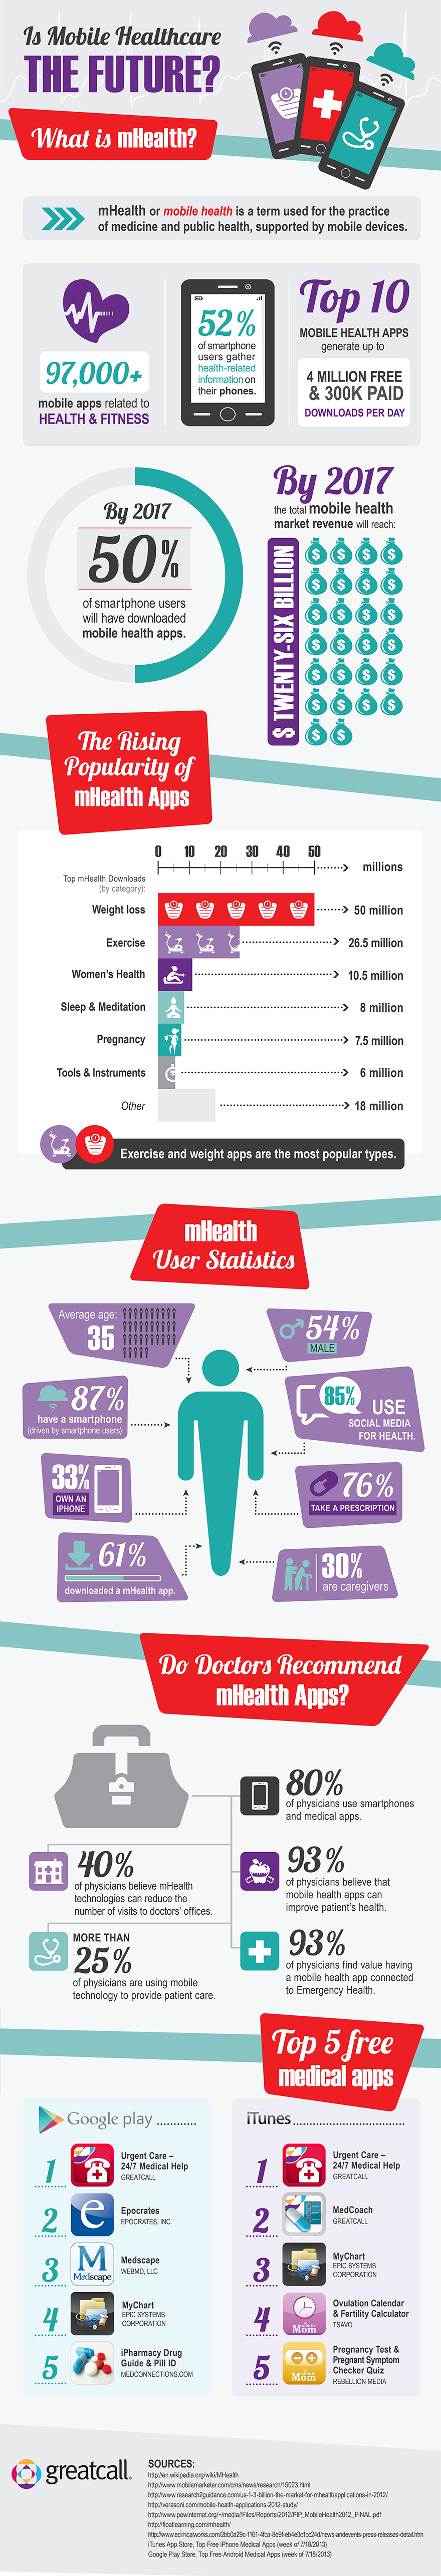 Is Mobile Healthcare
THE FUTURE?
What is mHealth?
mHealth or mobile health is a term used for the practice
of medicine and public health, supported by mobile devices.
97,000+
mobile apps related to
HEALTH & FITNESS
52%
of smartphone
users gather
health-related
information on
their phones.
Top 10
MOBILE HEALTH APPS
generate up to
4 MILLION FREE
& 300K PAID
DOWNLOADS PER DAY
By 2017
50%
of smartphone users
will have downloaded
mobile health apps.
By 2017
the total mobile health
market revenue will reach:
$ TWENTY-SIX BILLION
The Rising
Popularity of
mHealth Apps
0 10 20 30 40 50
millions
Top mHealth Downloads
(by category):
Weight loss 50 million
Exercise 26.5 million
Women's Health 10.5 million
Sleep & Meditation 8 million
Pregnancy 7.5 million
Tools & Instruments 6 million
Other 18 million
Exercise and weight apps are the most popular types.
mHealth
User Statistics
Average age:
35
54%
MALE
87%
have a smartphone
(driven by smartphone users)
85% USE
SOCIAL MEDIA
FOR HEALTH.
33%
OWN AN
IPHONE
76%
TAKE A PRESCRIPTION
61%
downloaded a mHealth app.
30%
are caregivers
Do Doctors Recommend
mHealth Apps?
80%
of physicians use smartphones
and medical apps.
40%
of physicians believe mHealth
technologies can reduce the
number of visits to doctors' offices.
93%
of physicians believe that
mobile health apps can
improve patient's health.
MORE THAN
25%
of physicians are using mobile
technology to provide patient care.
93%
of physicians find value having
a mobile health app connected
to Emergency Health.
Top 5 free
medical apps
Google play
1
Urgent Care –
24/7 Medical Help
GREATCALL
2
Epocrates
EPOCRATES, INC.
3
M
Medscape
Medscape
WEBMD, LLC
4
MyChart
EPIC SYSTEMS
CORPORATION
5
iPharmacy Drug
Guide & Pill ID
MEDCONNECTIONS.COM
iTunes
1
Urgent Care –
24/7 Medical Help
GREATCALL
2
MedCoach
GREATCALL
3
MyChart
EPIC SYSTEMS
CORPORATION
4
Mom
Ovulation Calendar
& Fertility Calculator
TSAVO
5
Mom
Pregnancy Test &
Pregnant Symptom
Checker Quiz
REBELLION MEDIA
greatcall
SOURCES:
http://en.wikipedia.org/wiki/MHealth
http://www.mobilemarketer.com/cms/news/research/15023.html
http://www.research2guidance.com/us-1-3-billion-the-market-for-mhealthapplications-in-2012/
http://verasoni.com/mobile-health-applications-2012-study/
http://www.pewinternet.org/~/media//Files/Reports/2012/PIP_MobileHealth2012_FINAL.pdf
http://floatlearning.com/mhealth/
iTunes App Store, Top Free iPhone Medical Apps (week of 7/18/2013)
Google Play Store, Top Free Android Medical Apps (week of 7/18/2013)